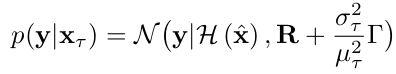 p(y|x_τ) = 𝒩(y|ℋ(x̂), R + σ_τ²/μ_τ² Γ)